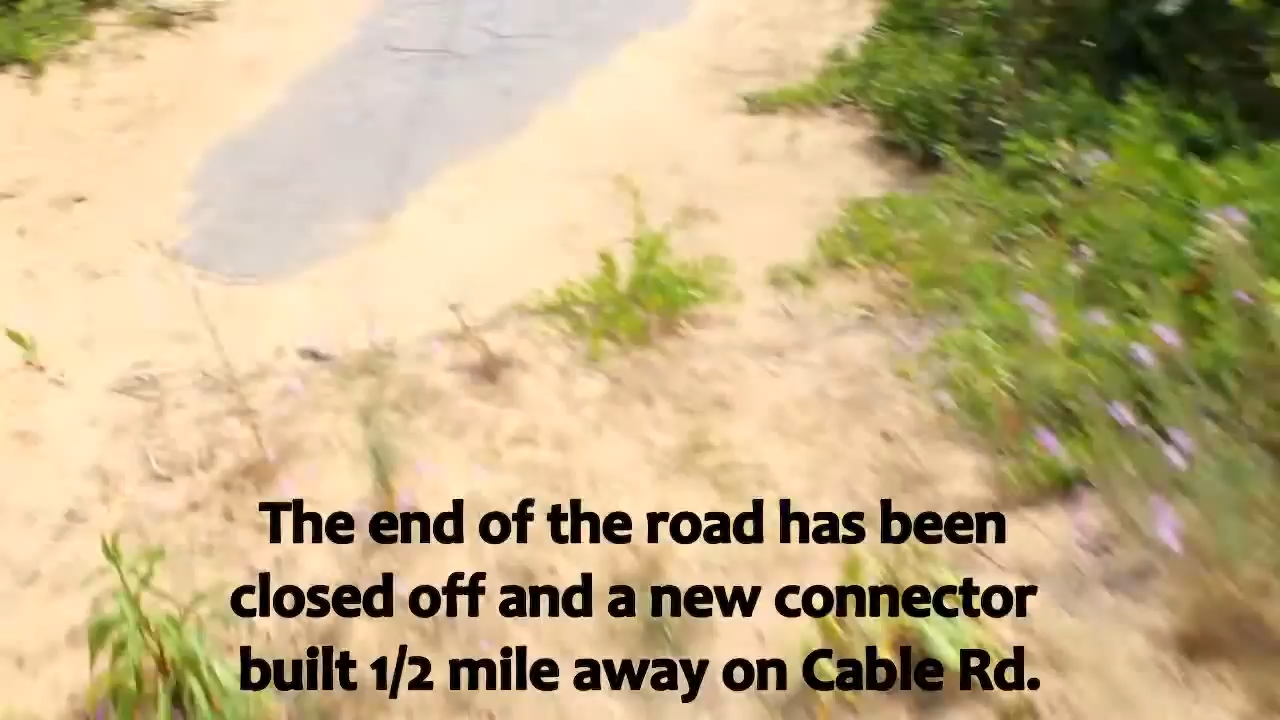 The end of the road has been
closed off and a new connector
built 1/2 mile away on Cable Rd.